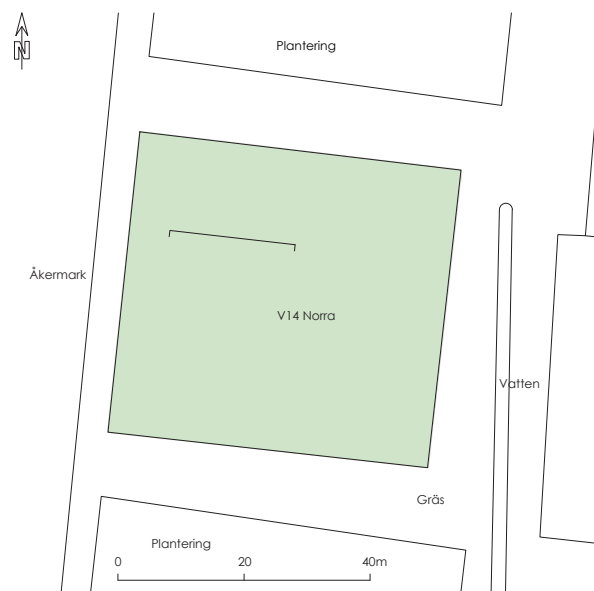 N
Plantering
Åkermark
V14 Norra
Vatten
Gräs
Plantering
0 20 40m